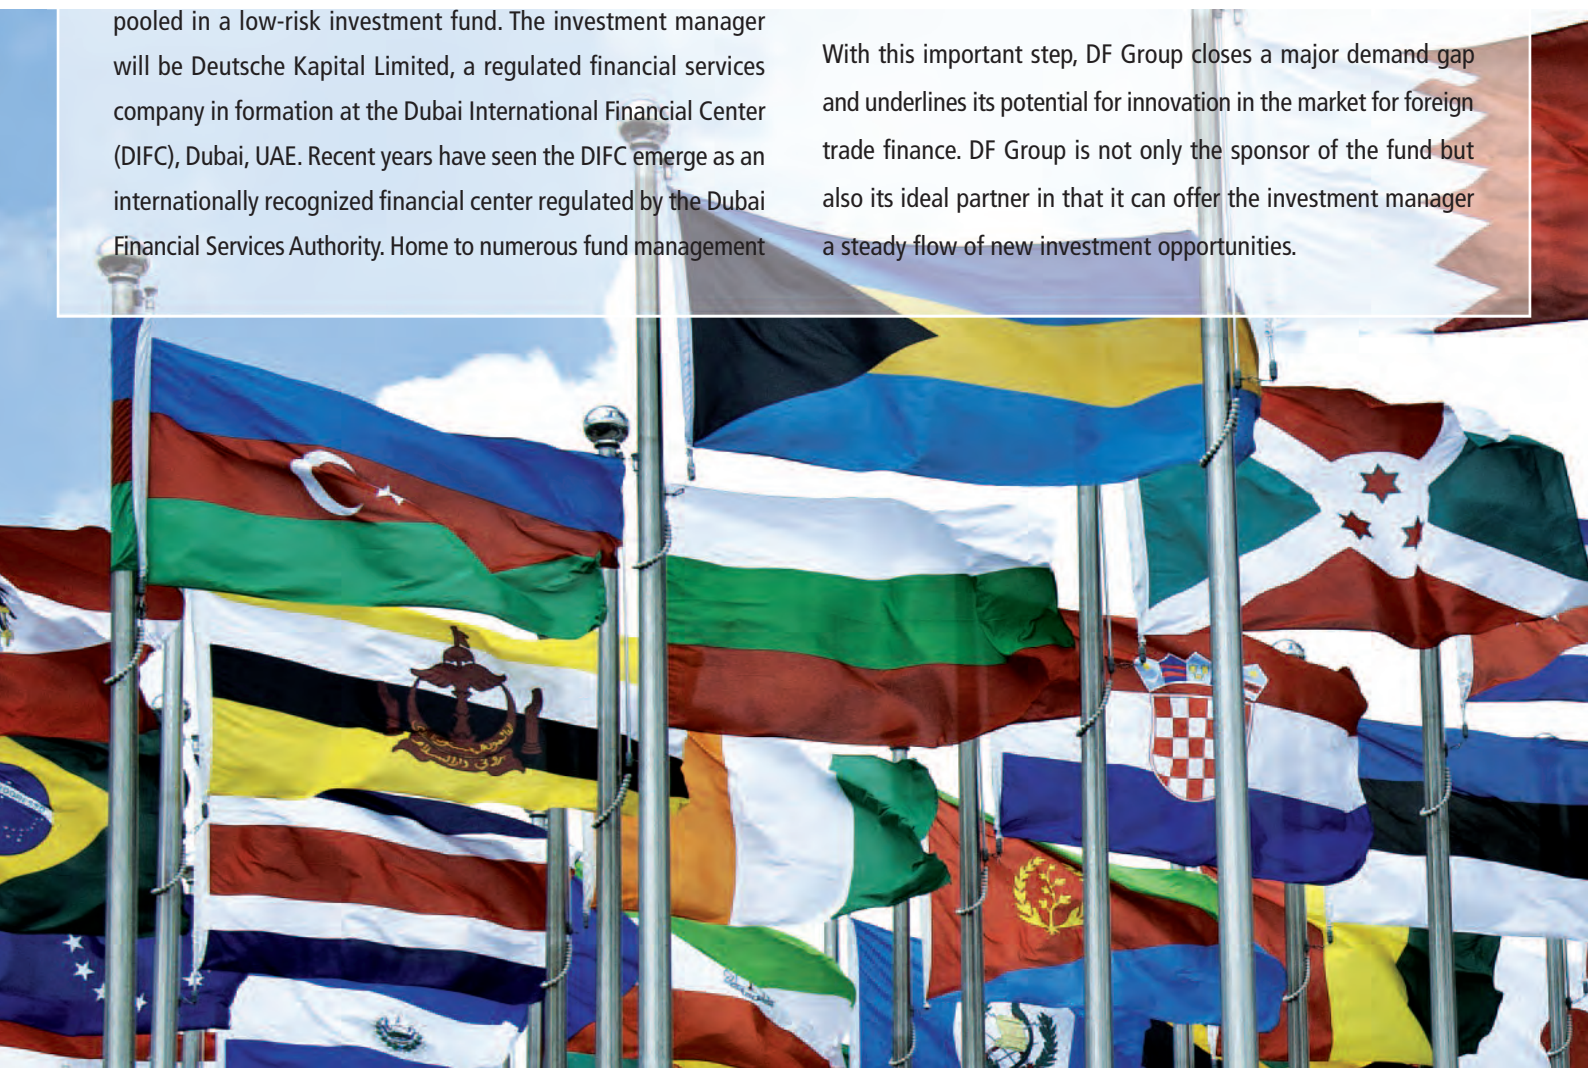 pooled in a low-risk investment fund. The investment manager
will be Deutsche Kapital Limited, a regulated financial services
company in formation at the Dubai International Financial Center
(DIFC), Dubai, UAE. Recent years have seen the DIFC emerge as an
internationally recognized financial center regulated by the Dubai
Financial Services Authority. Home to numerous fund management
With this important step, DF Group closes a major demand gap
and underlines its potential for innovation in the market for foreign
trade finance. DF Group is not only the sponsor of the fund but
also its ideal partner in that it can offer the investment manager
a steady flow of new investment opportunities.